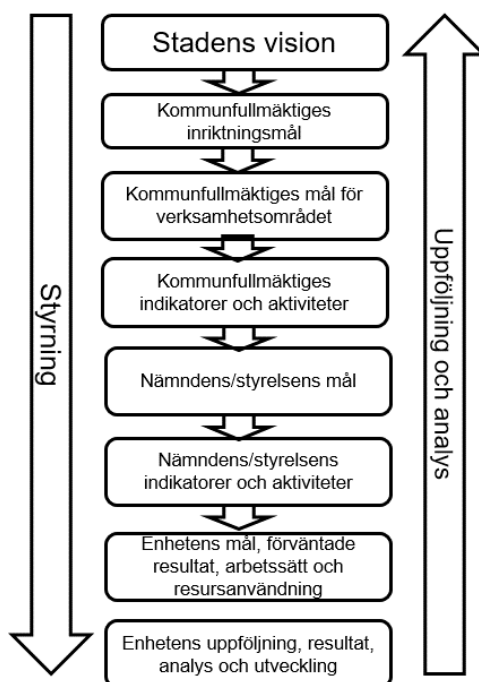 Stadens vision
Kommunfullmäktiges
inriktningsmål
Kommunfullmäktiges mål för
verksamhetsområdet
Kommunfullmäktiges
indikatorer och aktiviteter
Nämndens/styrelsens mål
Nämndens/styrelsens
indikatorer och aktiviteter
Enhetens mål, förväntade
resultat, arbetssätt och
resursanvändning
Enhetens uppföljning, resultat,
analys och utveckling
Styrning
Uppföljning och analys